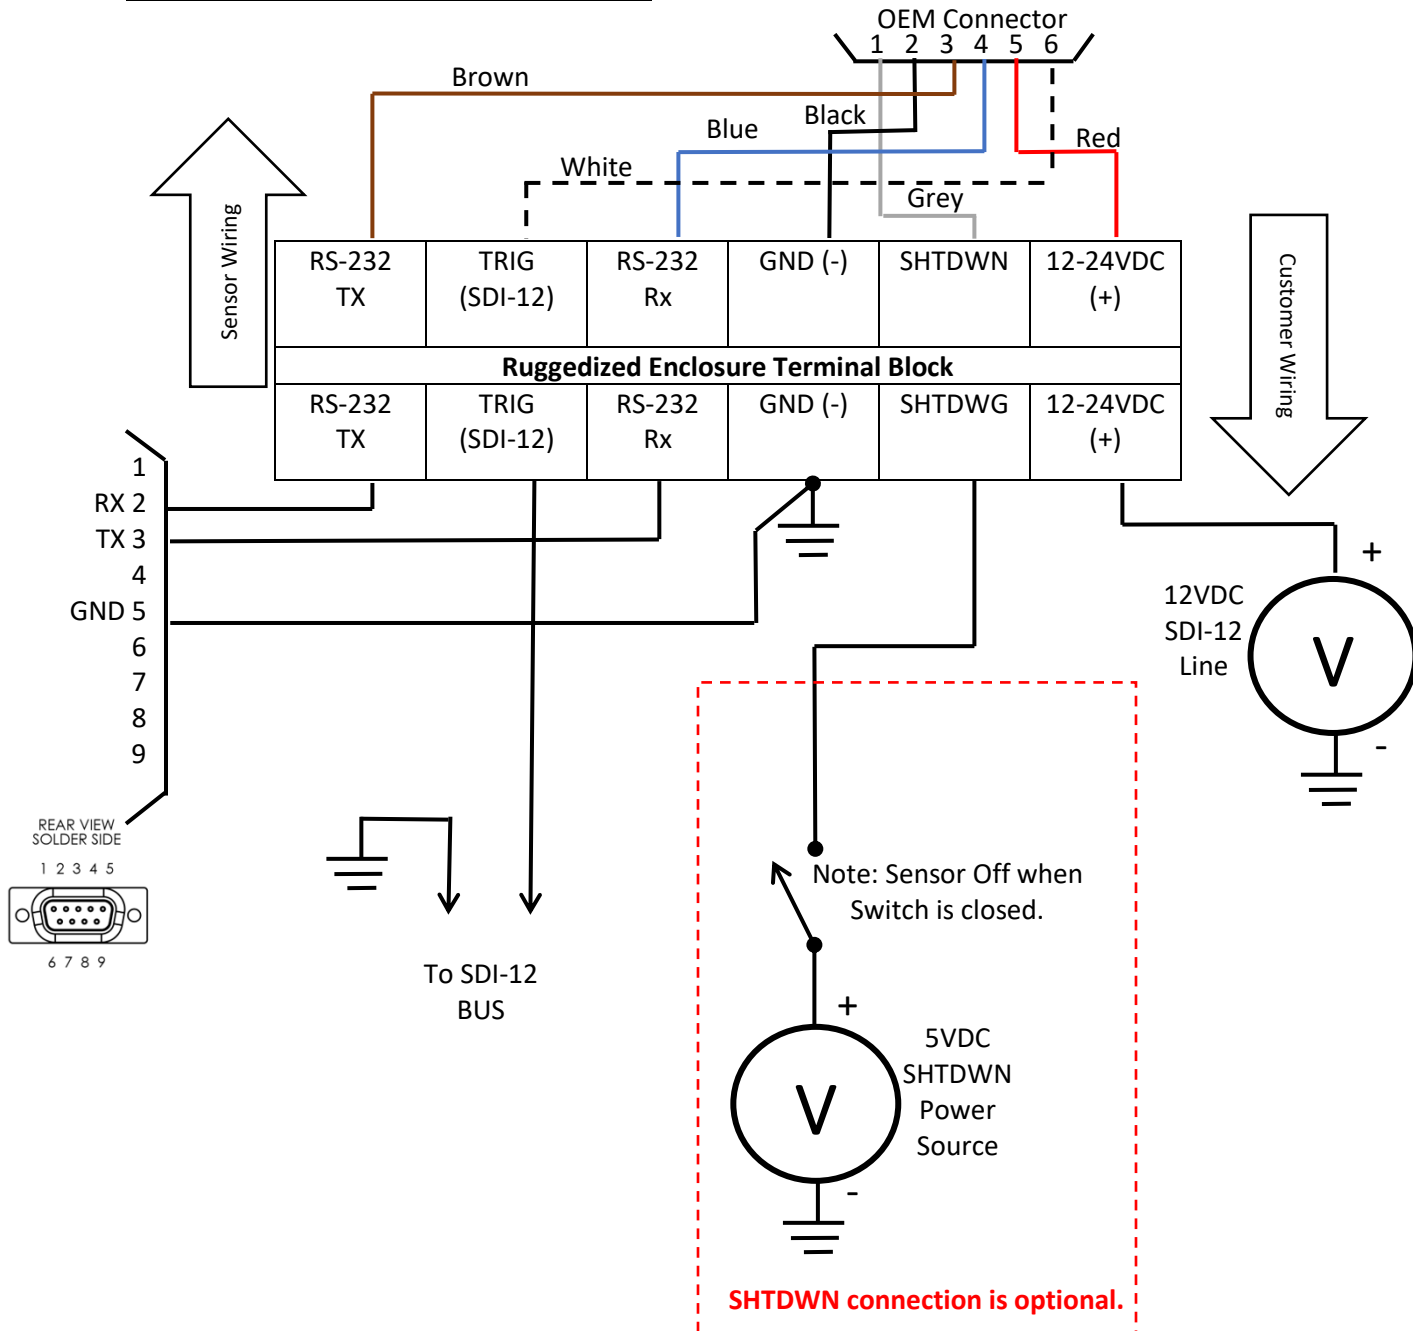 OEM Connector
1 2 3 4 5 6
Brown
Black
Blue
Red
White
Grey
Sensor Wiring
Customer Wiring
RS-232 TX
TRIG (SDI-12)
RS-232 Rx
GND (-)
SHTDWN
12-24VDC (+)
Ruggedized Enclosure Terminal Block
RS-232 TX
TRIG (SDI-12)
RS-232 Rx
GND (-)
SHTDWG
12-24VDC (+)
1
RX 2
TX 3
4
GND 5
6
7
8
9
+
12VDC
SDI-12
Line
V
-
REAR VIEW
SOLDER SIDE
1 2 3 4 5
6 7 8 9
To SDI-12
BUS
Note: Sensor Off when
Switch is closed.
+
5VDC
SHTDWN
Power
Source
V
-
SHTDWN connection is optional.